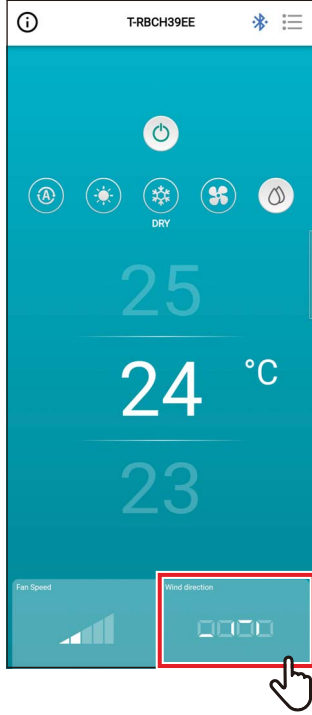 T-RBCH39EE
DRY
25
24 °C
23
Fan Speed Wind direction